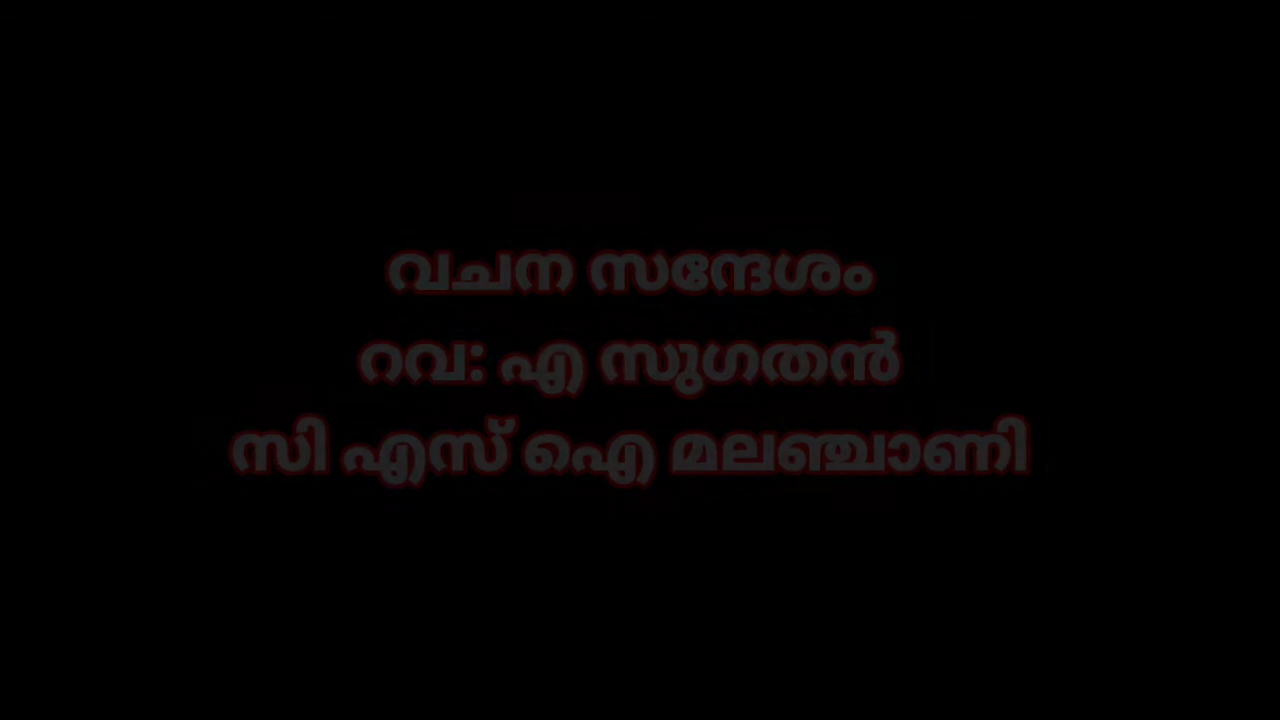 വചന സന്ദേശം
റവ: എ സുഗതൻ
സി എസ് ഐ മലഞ്ചാണി